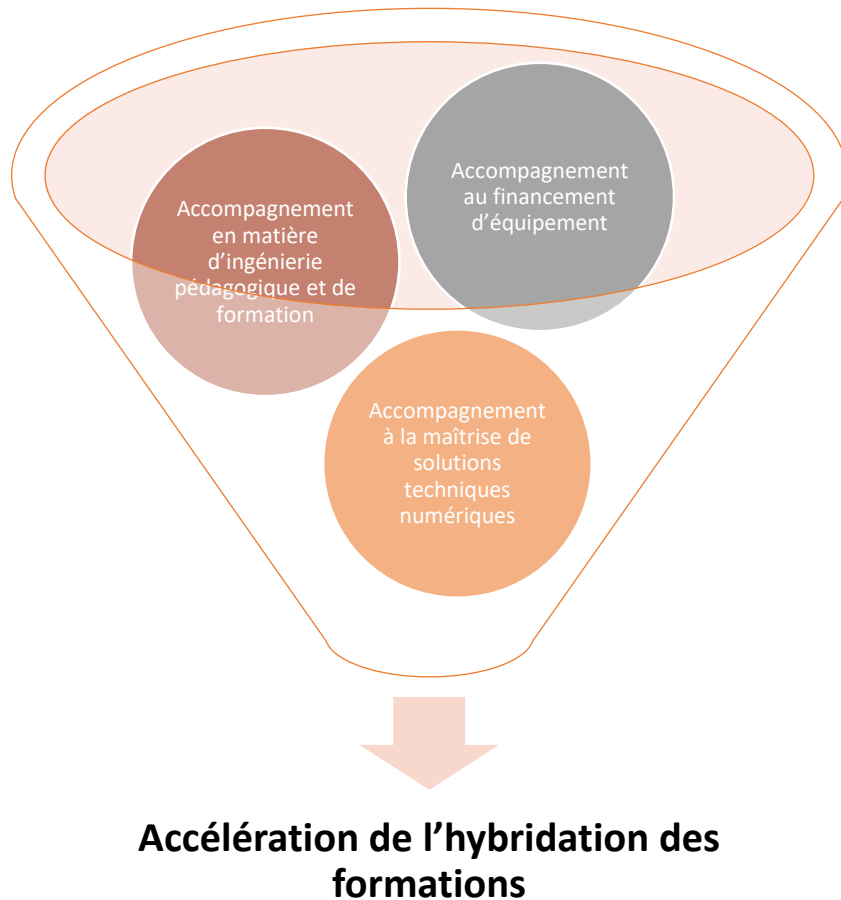 Accompagnement
en matière
d’ingénierie
pédagogique et de
formation
Accompagnement
au financement
d’équipement
Accompagnement
à la maîtrise de
solutions
techniques
numériques
Accélération de l’hybridation des
formations